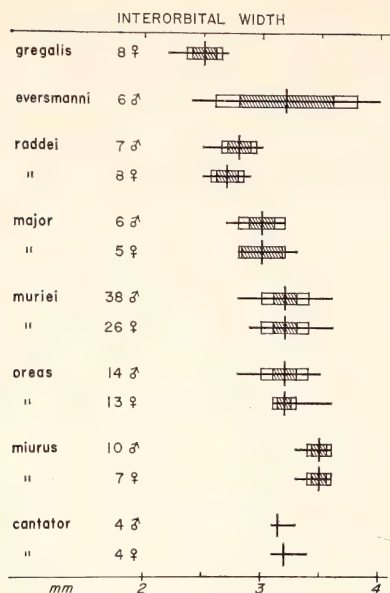 INTERORBITAL WIDTH
gregalis 8 ♀
eversmanni 6 ♂
raddei 7 ♂
" 8 ♀
major 6 ♂
" 5 ♀
muriei 38 ♂
" 26 ♀
oreas 14 ♂
" 13 ♀
miurus 10 ♂
" 7 ♀
cantator 4 ♂
" 4 ♀
mm 2 3 4